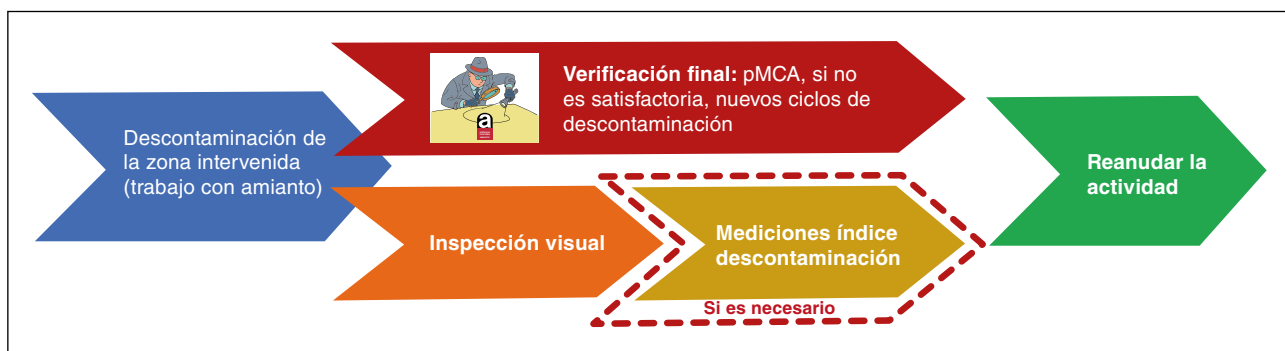 Verificación final: pMCA, si no
es satisfactoria, nuevos ciclos de
descontaminación
a
Descontaminación de
la zona intervenida
(trabajo con amianto)
Reanudar la
actividad
Inspección visual
Mediciones índice
descontaminación
Si es necesario